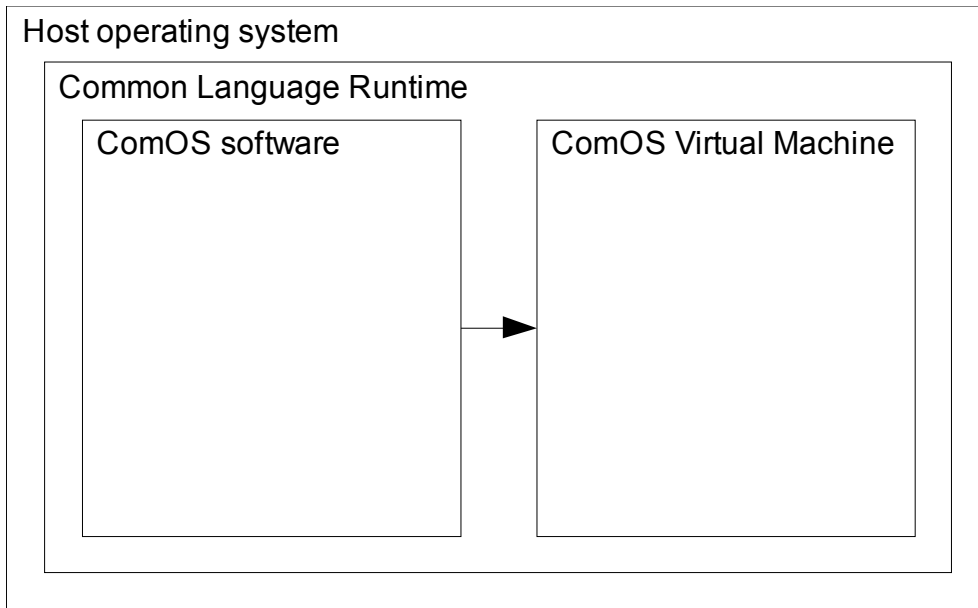 Host operating system
Common Language Runtime
ComOS software
ComOS Virtual Machine